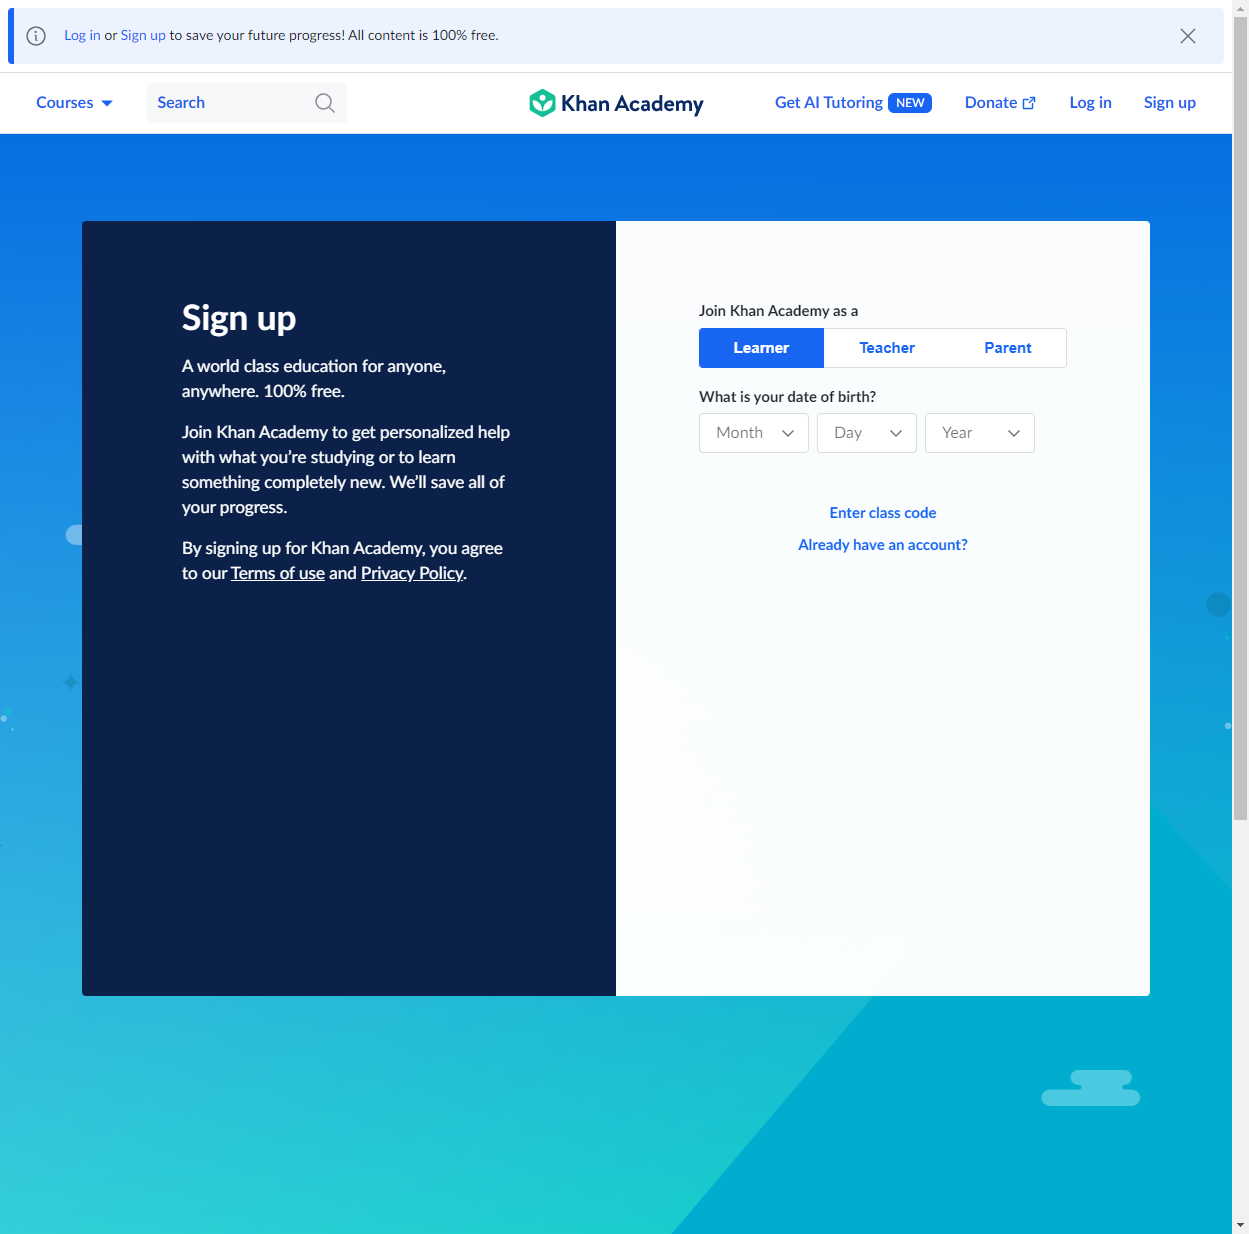 Log in or Sign up to save your future progress! All content is 100% free.
Courses
Search
Khan Academy
Get AI Tutoring NEW
Donate
Log in
Sign up
Sign up
A world class education for anyone,
anywhere. 100% free.
Join Khan Academy to get personalized help
with what you’re studying or to learn
something completely new. We’ll save all of
your progress.
By signing up for Khan Academy, you agree
to our Terms of use and Privacy Policy.
Join Khan Academy as a
Learner Teacher Parent
What is your date of birth?
Month Day Year
Enter class code
Already have an account?